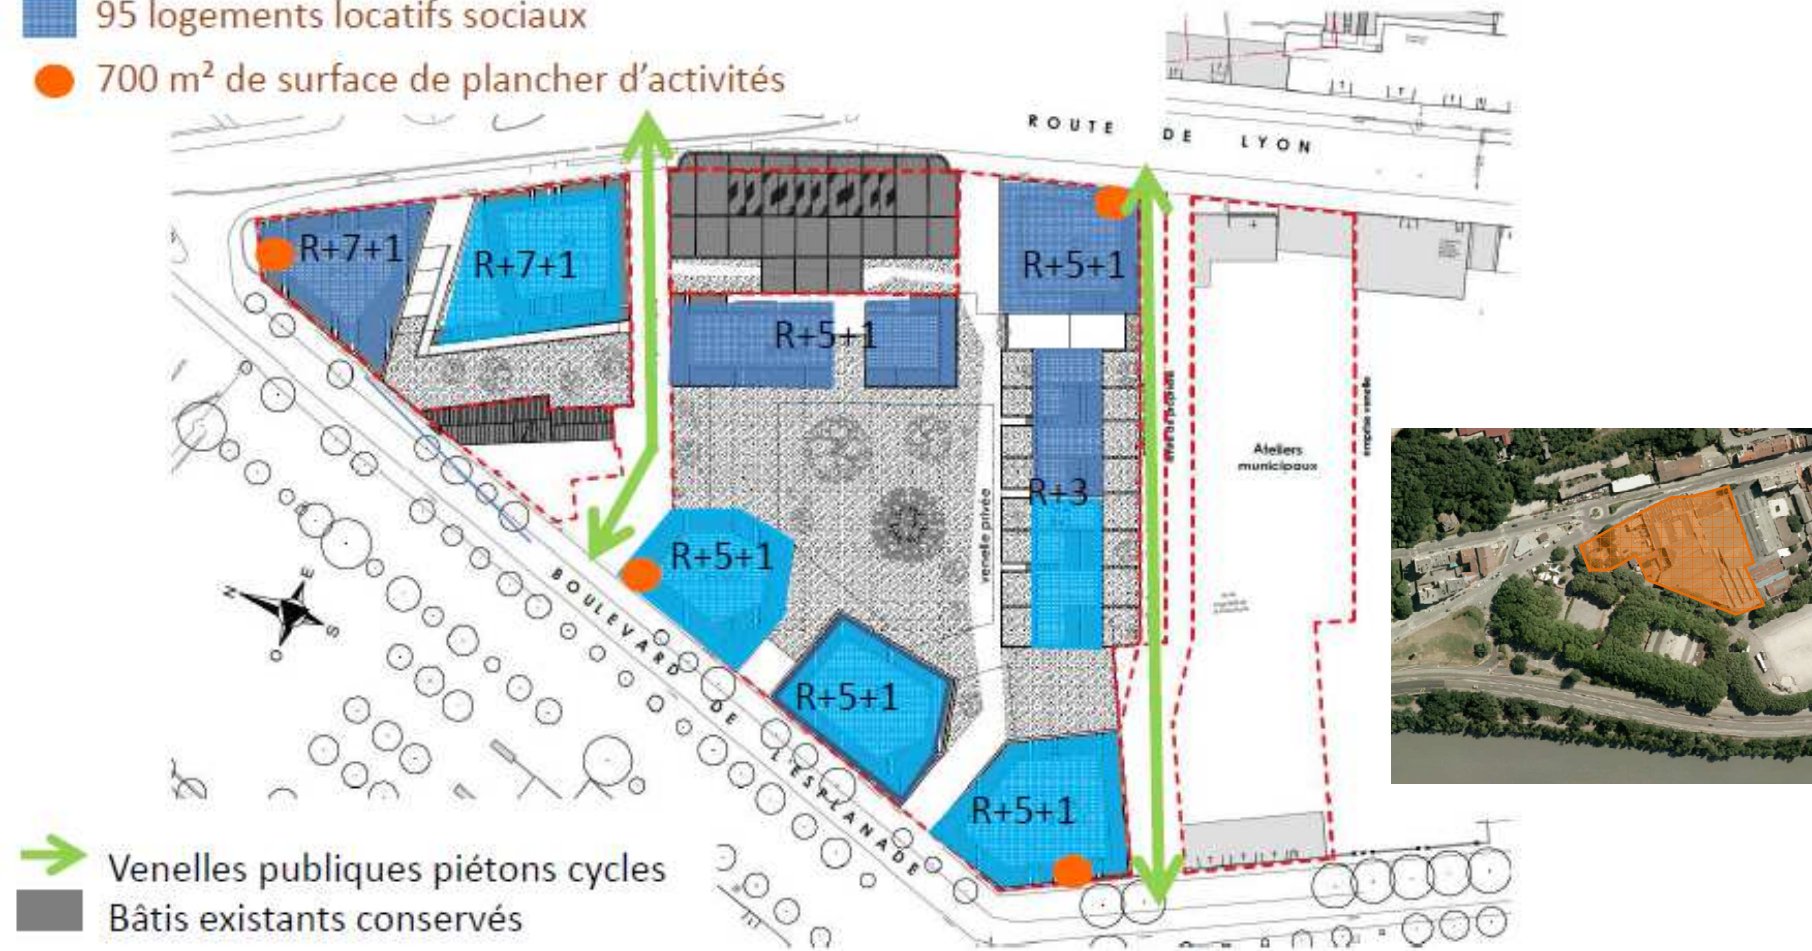 95 logements locatifs sociaux
700 m² de surface de plancher d'activités
ROUTE DE LYON
R+7+1
R+7+1
R+5+1
R+5+1
R+3
Ateliers
municipaux
emprise venelle
venelle privée
R+5+1
R+5+1
R+5+1
BOULEVARD DE L'ESPLANADE
N
E
S
O
Venelles publiques piétons cycles
Bâtis existants conservés